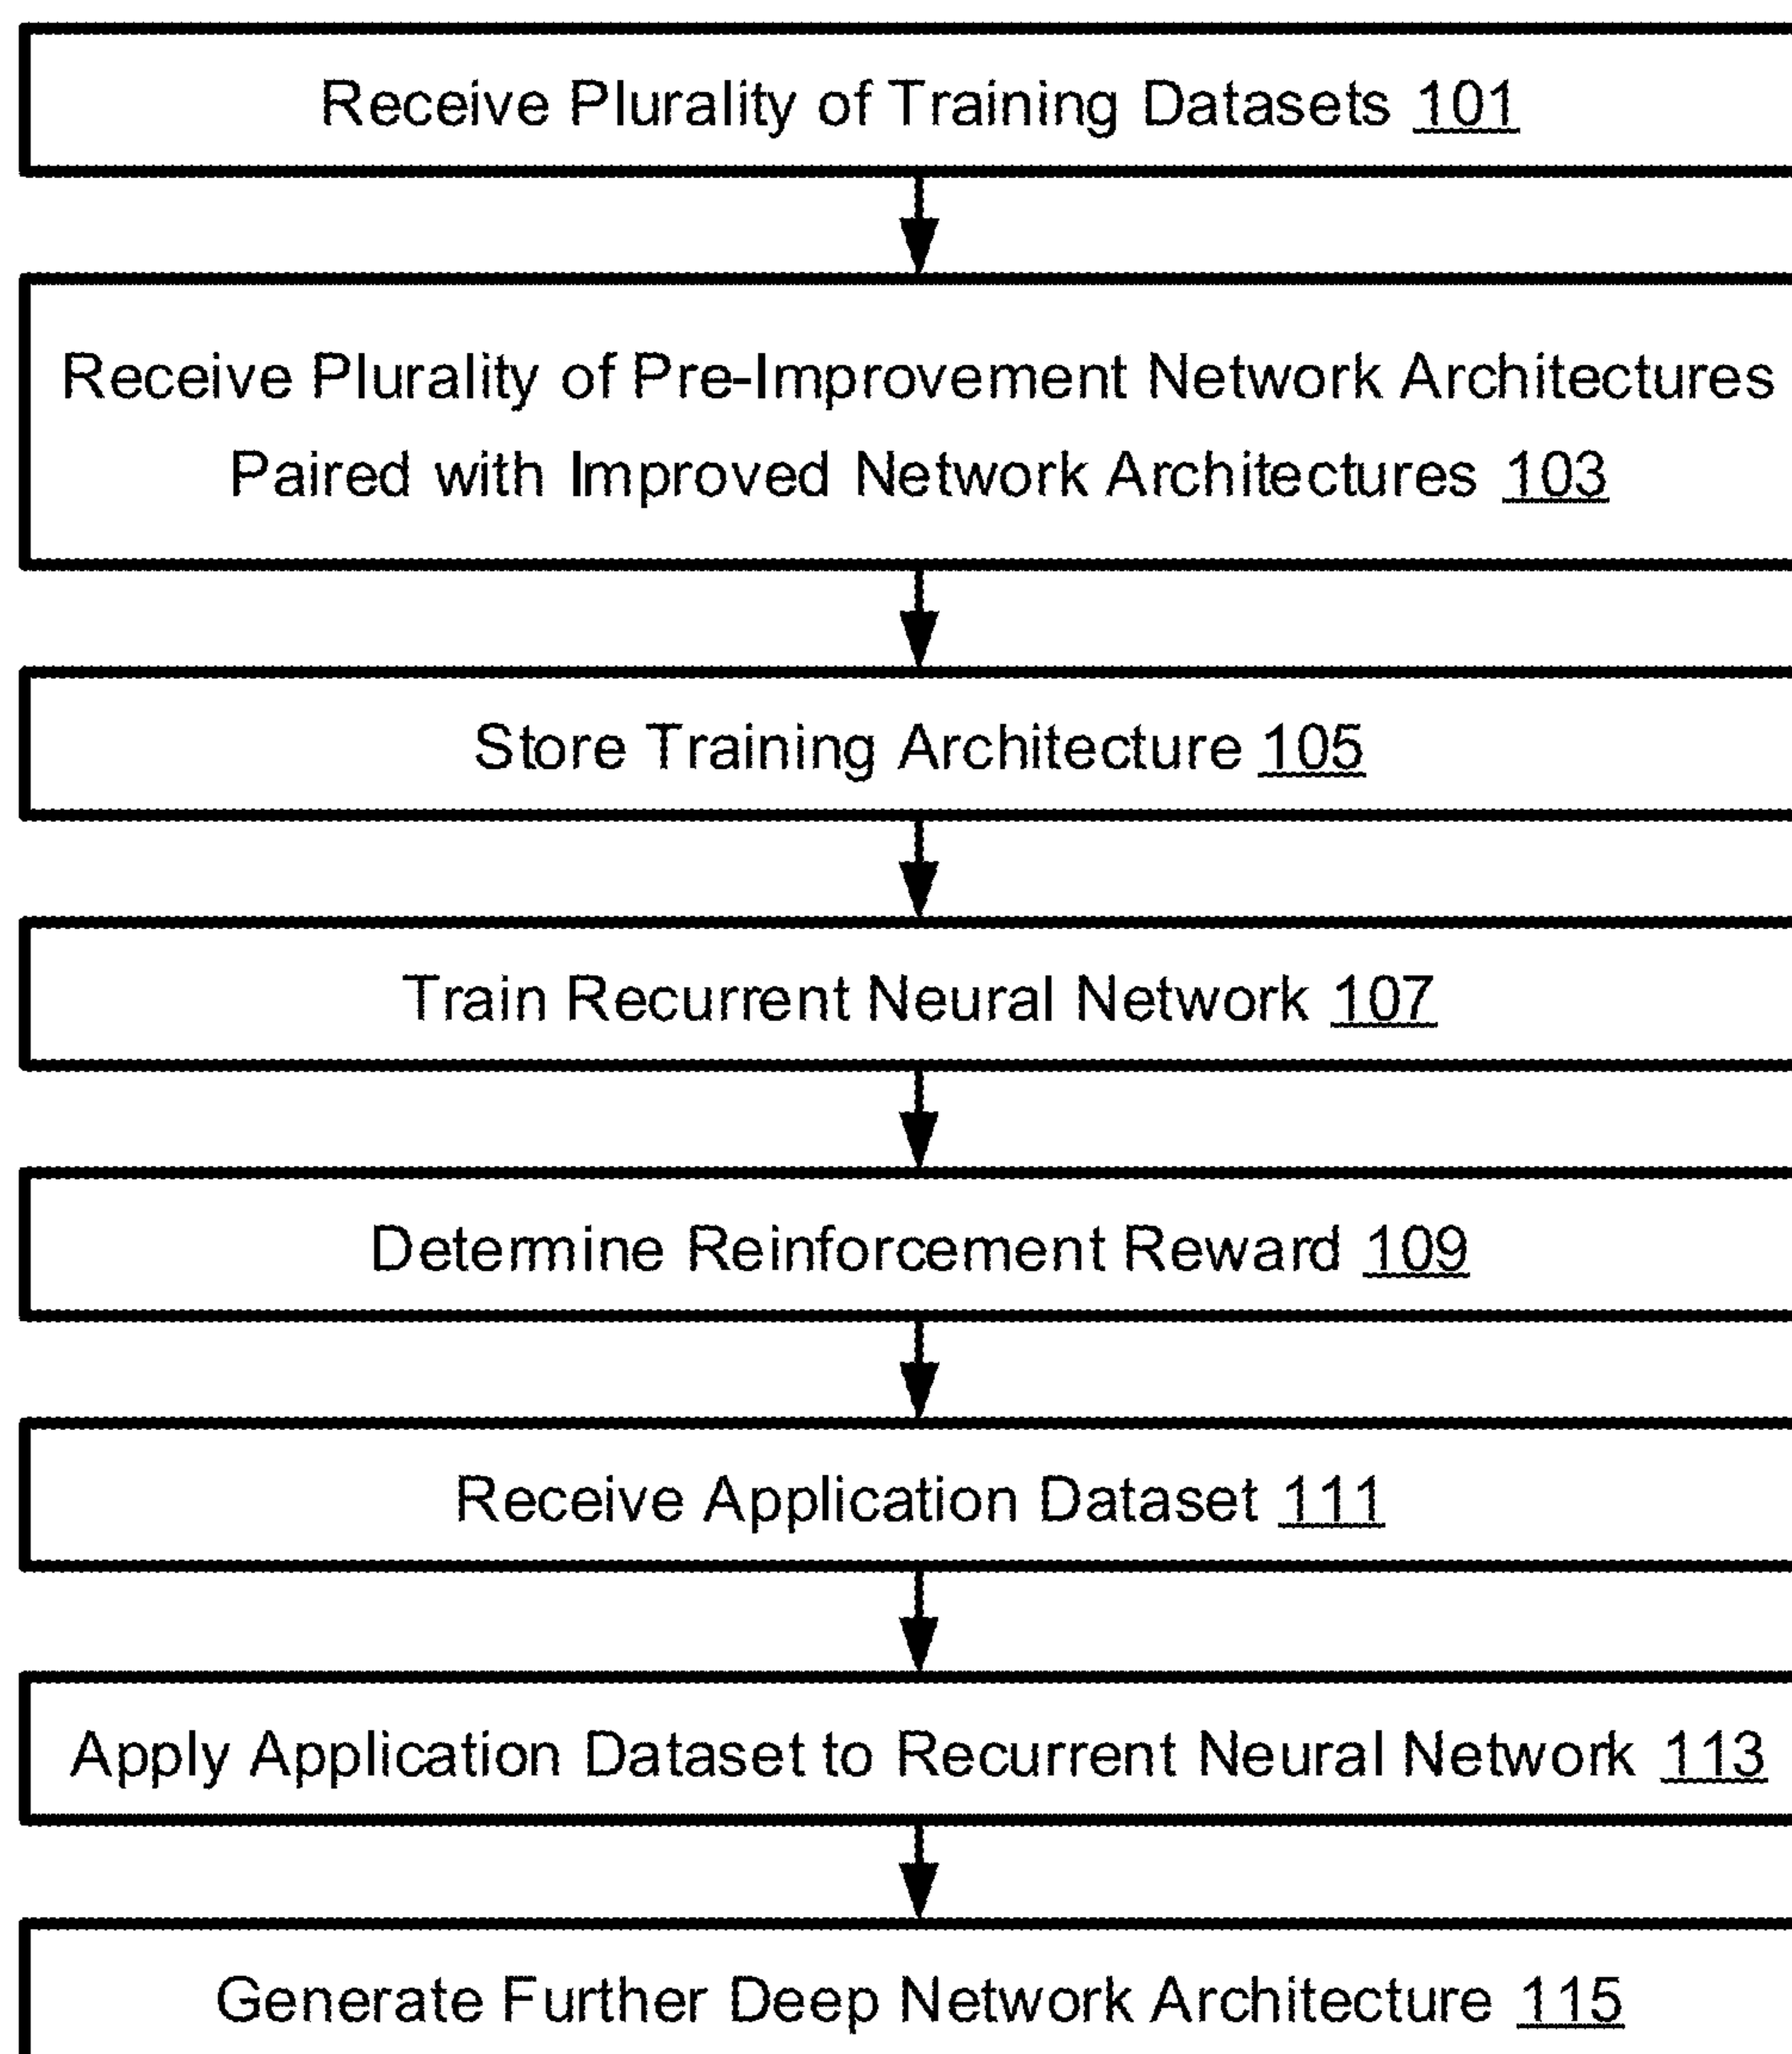 Receive Plurality of Training Datasets 101
Receive Plurality of Pre-Improvement Network Architectures
Paired with Improved Network Architectures 103
Store Training Architecture 105
Train Recurrent Neural Network 107
Determine Reinforcement Reward 109
Receive Application Dataset 111
Apply Application Dataset to Recurrent Neural Network 113
Generate Further Deep Network Architecture 115